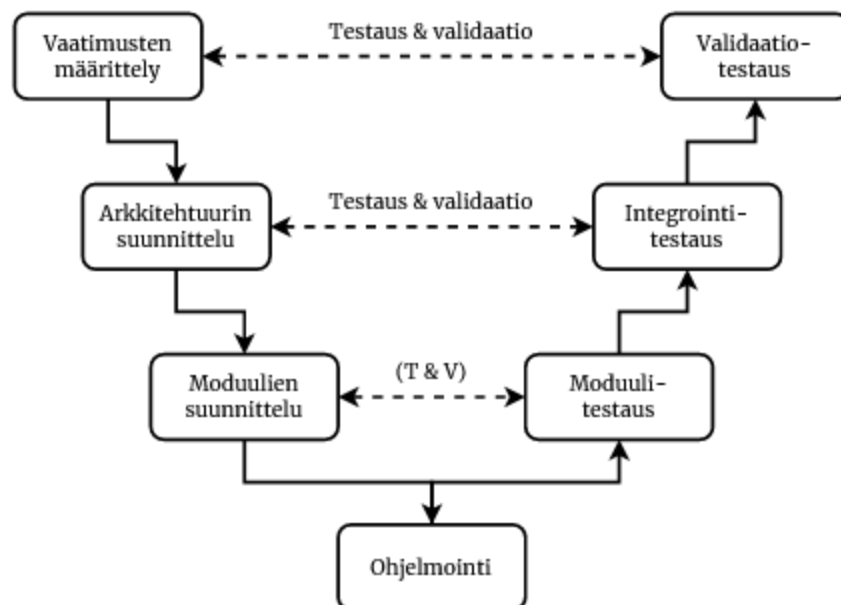 Testaus & validaatio
Vaatimusten
määrittely
Validaatio-
testaus
Testaus & validaatio
Arkkitehtuurin
suunnittelu
Integrointi-
testaus
(T & V)
Moduulien
suunnittelu
Moduuli-
testaus
Ohjelmointi